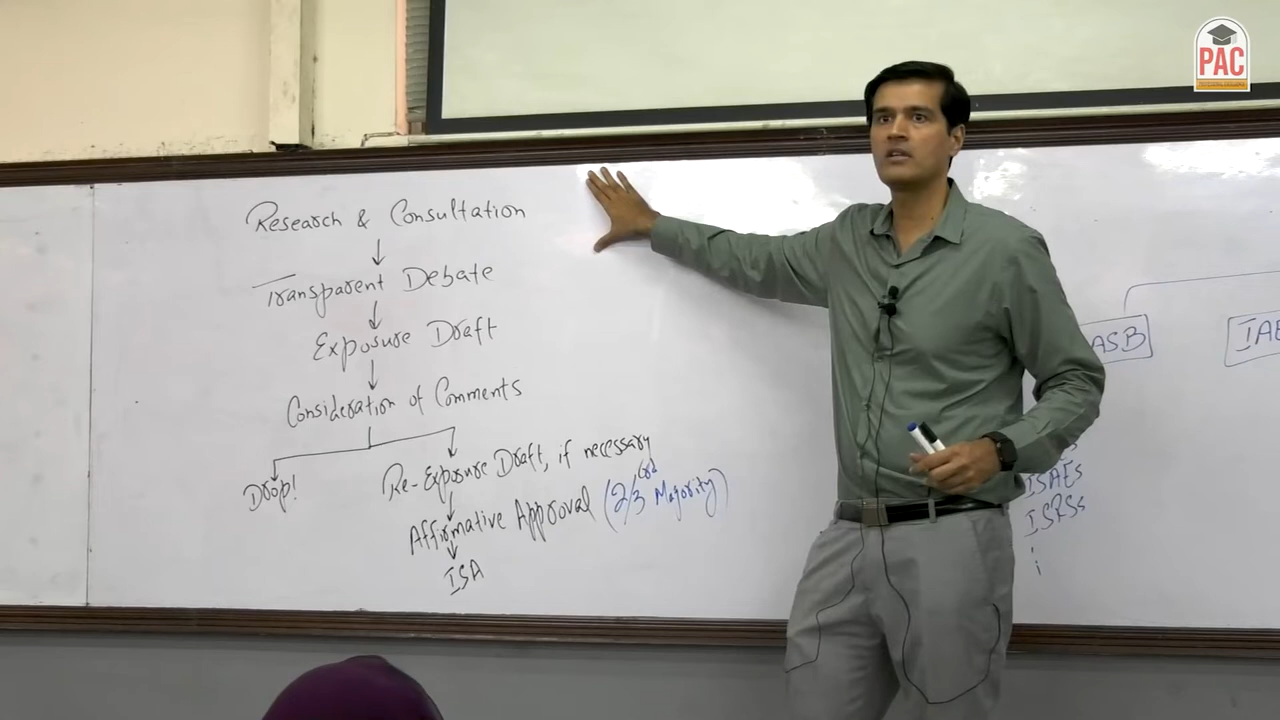 PAC
Research & Consultation
Transparent Debate
Exposure Draft
Consideration of Comments
Drop!
Re-Exposure Draft, if necessary
Affirmative Approval (2/3rd Majority)
ISA
ASB
IAE
ISAEs
ISRSs